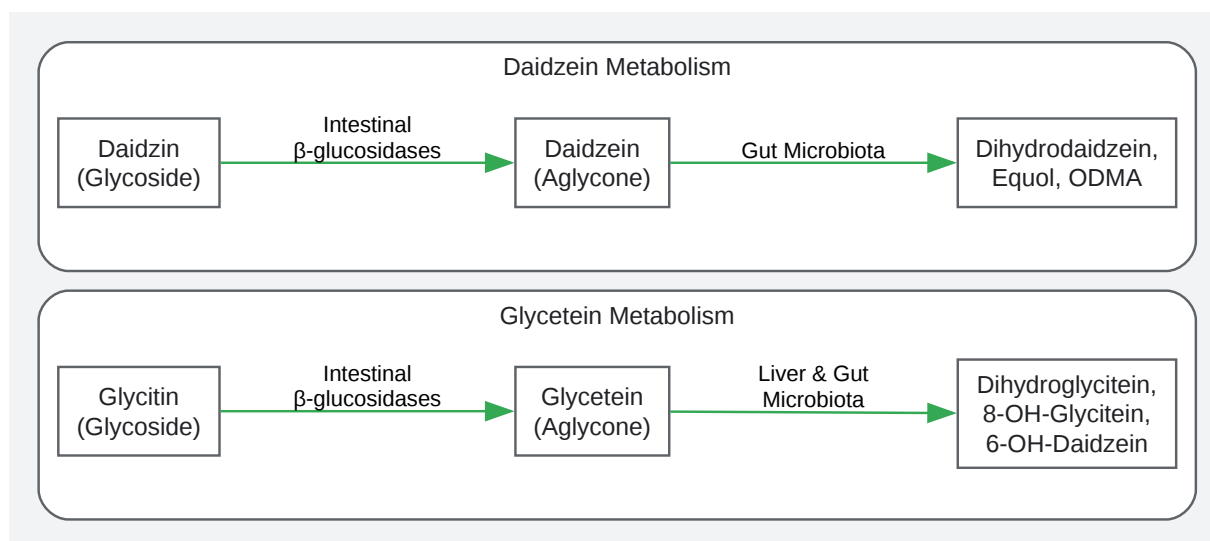 Daidzein Metabolism
Daidzin
(Glycoside)
Intestinal
β-glucosidases
Daidzein
(Aglycone)
Gut Microbiota
Dihydrodaidzein,
Equol, ODMA
Glycetein Metabolism
Glycitin
(Glycoside)
Intestinal
β-glucosidases
Glycetein
(Aglycone)
Liver & Gut
Microbiota
Dihydroglycitein,
8-OH-Glycitein,
6-OH-Daidzein